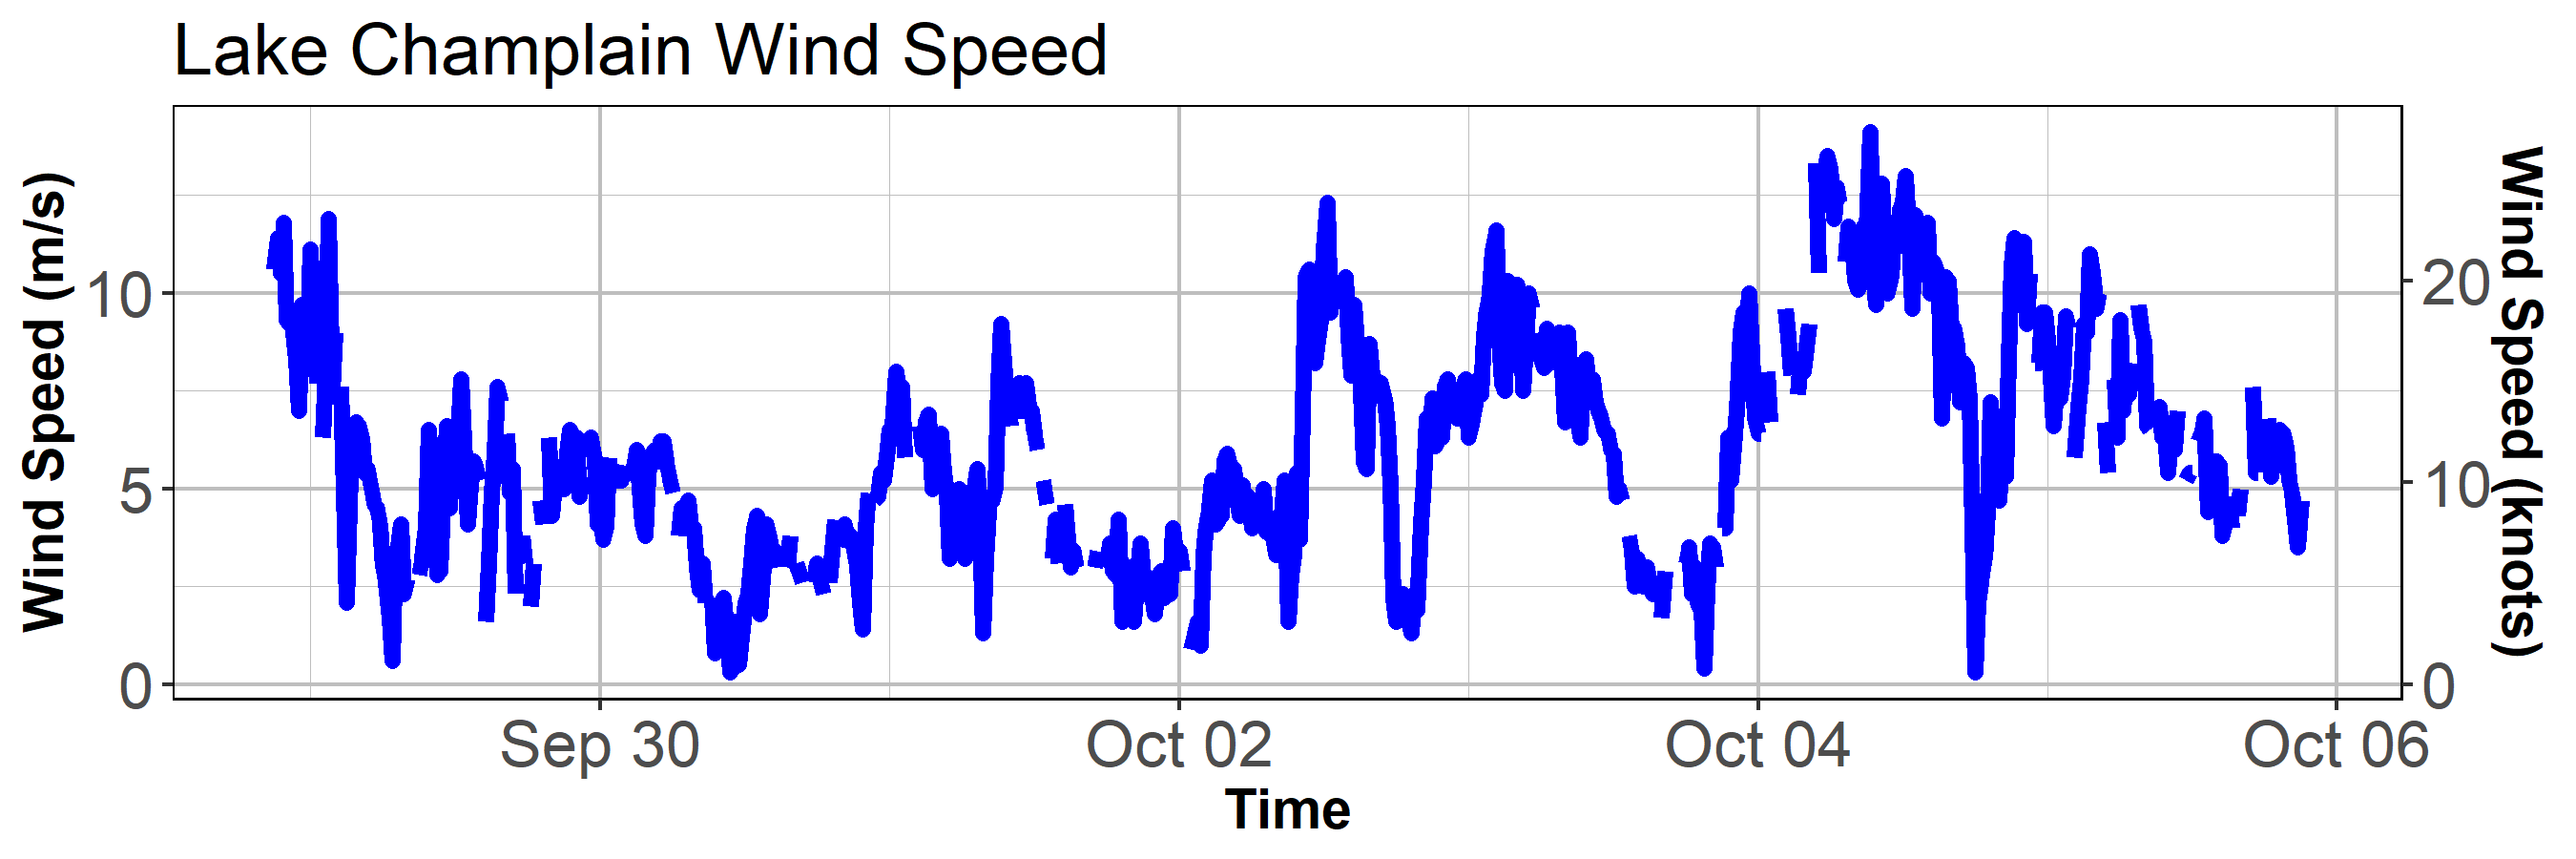 Lake Champlain Wind Speed
Wind Speed (m/s)
10
5
0
20
10
0
Wind Speed (knots)
Sep 30
Oct 02
Oct 04
Oct 06
Time